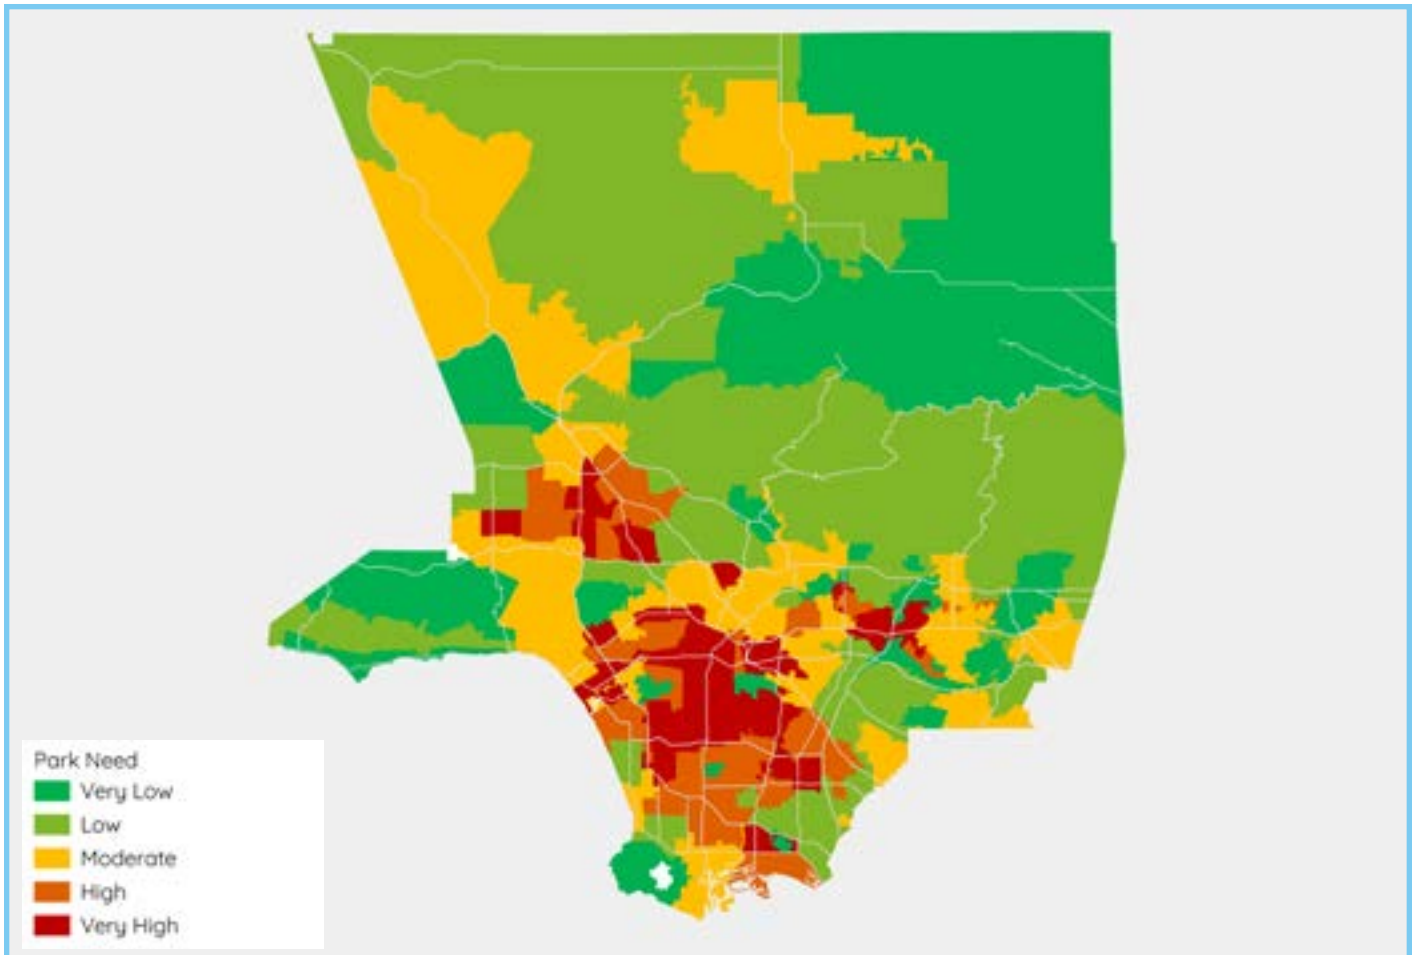 Park Need
Very Low
Low
Moderate
High
Very High